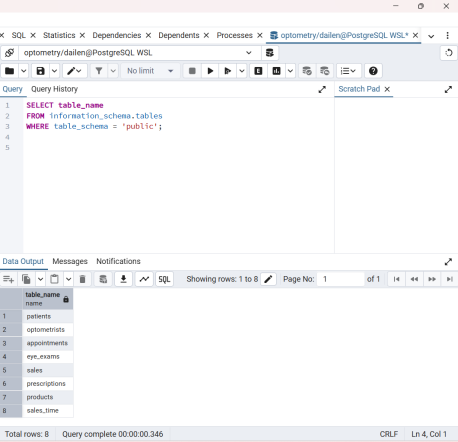 SQL × Statistics × Dependencies × Dependents × Processes × optometry/dailen@PostgreSQL WSL* ×
optometry/dailen@PostgreSQL WSL
No limit
E
Query Query History
Scratch Pad ×
1 SELECT table_name
2 FROM information_schema.tables
3 WHERE table_schema = 'public';
4
5
Data Output Messages Notifications
SQL Showing rows: 1 to 8 Page No: 1 of 1
table_name
name
1 patients
2 optometrists
3 appointments
4 eye_exams
5 sales
6 prescriptions
7 products
8 sales_time
Total rows: 8 Query complete 00:00:00.346 CRLF Ln 4, Col 1